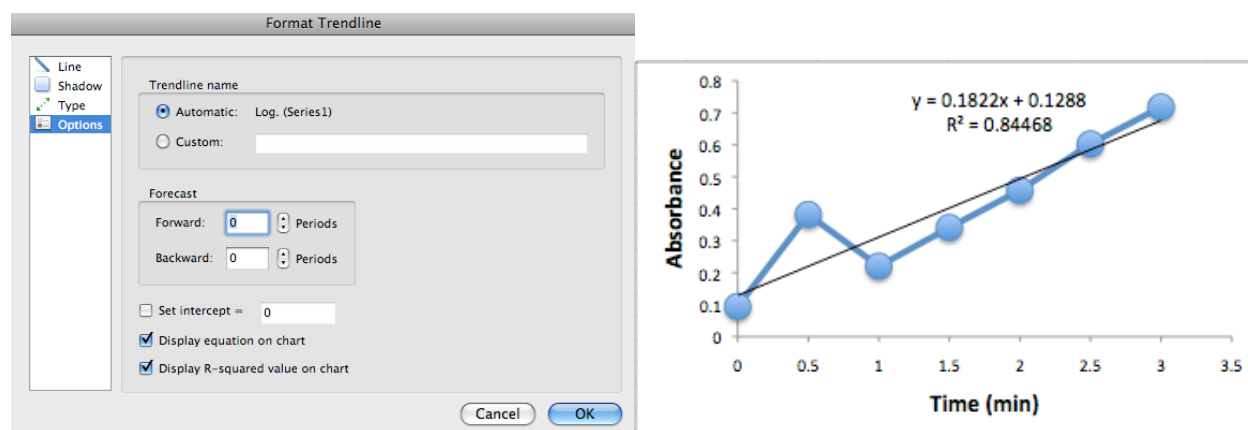 Format Trendline
Line
Shadow
Type
Options
Trendline name
Automatic: Log. (Series1)
Custom:
Forecast
Forward: 0 Periods
Backward: 0 Periods
Set intercept = 0
Display equation on chart
Display R-squared value on chart
Cancel OK
y = 0.1822x + 0.1288
R² = 0.84468
Absorbance
0.8
0.7
0.6
0.5
0.4
0.3
0.2
0.1
0
0 0.5 1 1.5 2 2.5 3 3.5
Time (min)